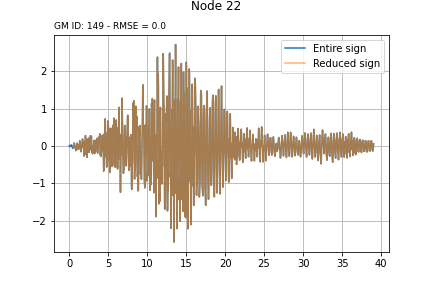 Node 22
GM ID: 149 - RMSE = 0.0
Entire sign
Reduced sign
2
1
0
−1
−2
0 5 10 15 20 25 30 35 40